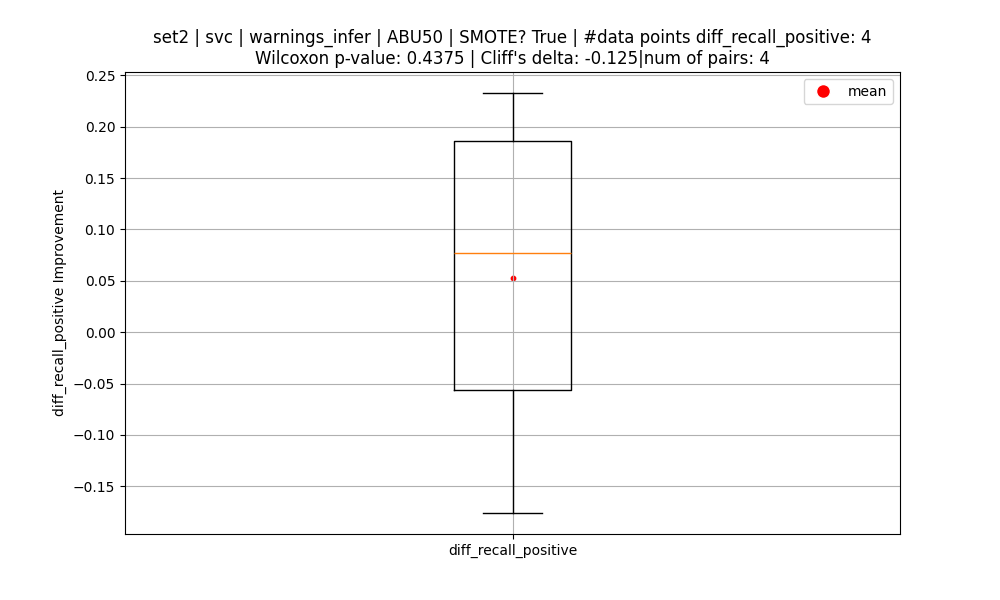 set2 | svc | warnings_infer | ABU50 | SMOTE? True | #data points diff_recall_positive: 4
Wilcoxon p-value: 0.4375 | Cliff's delta: -0.125|num of pairs: 4
mean
diff_recall_positive Improvement
0.25
0.20
0.15
0.10
0.05
0.00
−0.05
−0.10
−0.15
diff_recall_positive